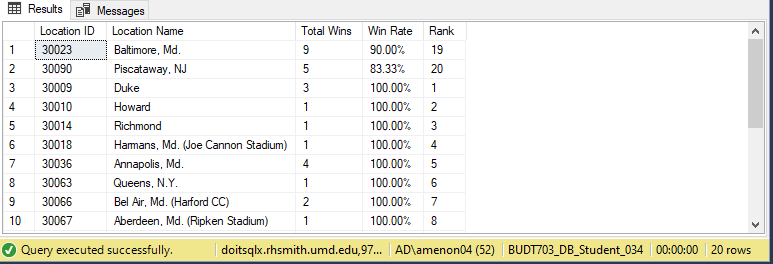 Results Messages
Location ID Location Name Total Wins Win Rate Rank
1 30023 Baltimore, Md. 9 90.00% 19
2 30090 Piscataway, NJ 5 83.33% 20
3 30009 Duke 3 100.00% 1
4 30010 Howard 1 100.00% 2
5 30014 Richmond 1 100.00% 3
6 30018 Harmans, Md. (Joe Cannon Stadium) 1 100.00% 4
7 30036 Annapolis, Md. 4 100.00% 5
8 30063 Queens, N.Y. 1 100.00% 6
9 30066 Bel Air, Md. (Harford CC) 2 100.00% 7
10 30067 Aberdeen, Md. (Ripken Stadium) 1 100.00% 8
Query executed successfully. doitsqlx.rhsmith.umd.edu,97... AD\amenon04 (52) BUDT703_DB_Student_034 00:00:00 20 rows